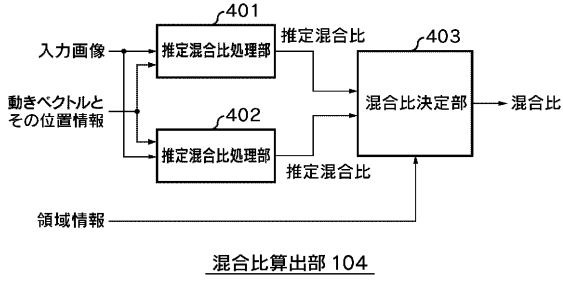 401
推定混合比処理部
推定混合比
入力画像
動きベクトルと
その位置情報
402
推定混合比処理部
推定混合比
403
混合比決定部
混合比
領域情報
混合比算出部 104